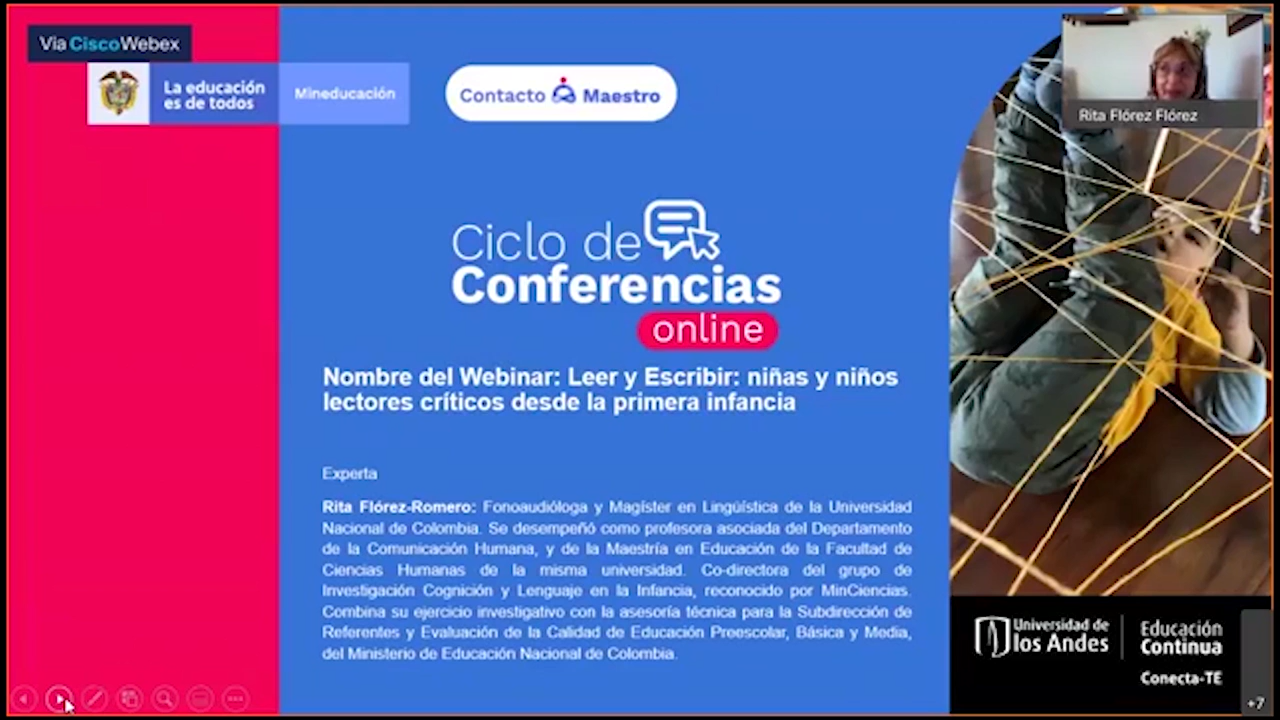 Via CiscoWebex
La educación
es de todos
Mineducación
Contacto Maestro
Rita Flórez Flórez
Ciclo de
Conferencias
online
Nombre del Webinar: Leer y Escribir: niñas y niños
lectores críticos desde la primera infancia
Experta
Rita Flórez-Romero: Fonoaudióloga y Magíster en Lingüística de la Universidad
Nacional de Colombia. Se desempeñó como profesora asociada del Departamento
de la Comunicación Humana, y de la Maestría en Educación de la Facultad de
Ciencias Humanas de la misma universidad. Co-directora del grupo de
Investigación Cognición y Lenguaje en la Infancia, reconocido por MinCiencias.
Combina su ejercicio investigativo con la asesoría técnica para la Subdirección de
Referentes y Evaluación de la Calidad de Educación Preescolar, Básica y Media,
del Ministerio de Educación Nacional de Colombia.
Universidad de
los Andes
Educación
Continua
Conecta-TE
+7